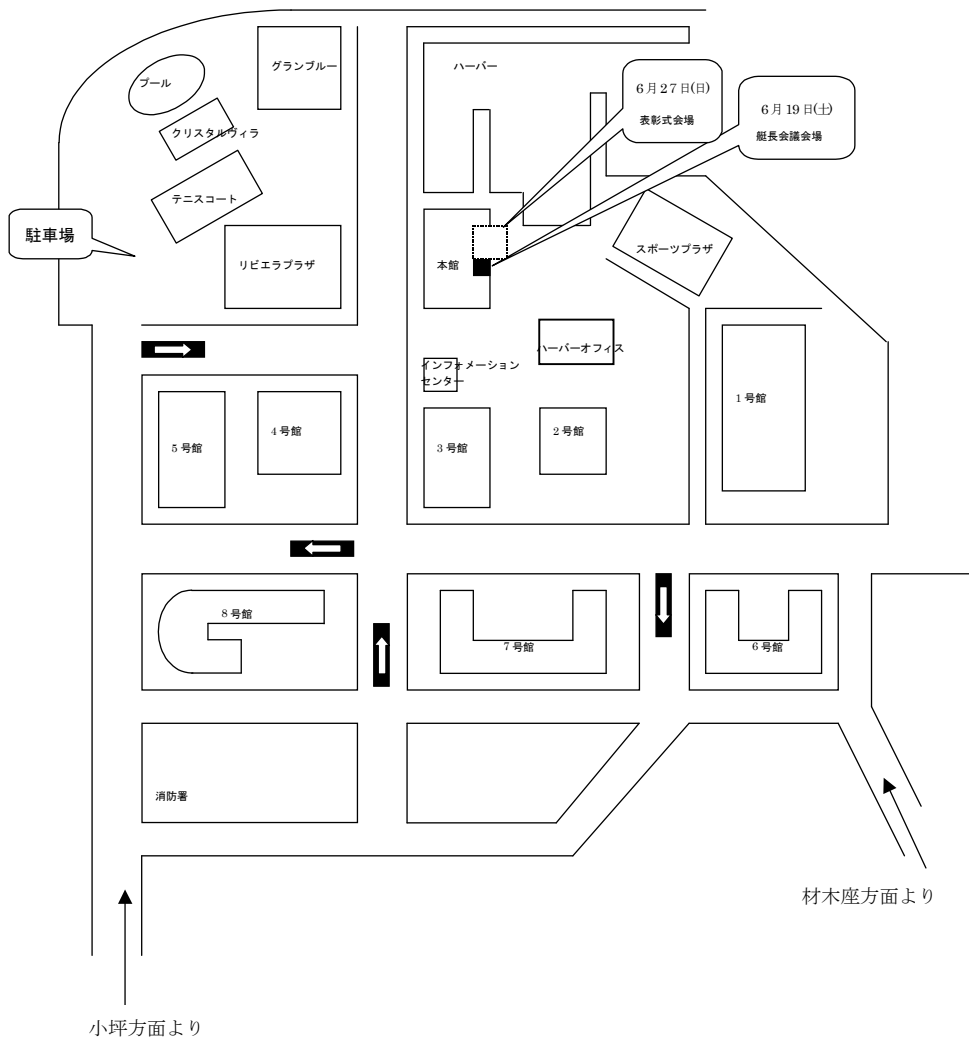 グランブルー
プール
ハーバー
6月27日(日)
表彰式会場
6月19日(土)
艇長会議会場
クリスタルヴィラ
テニスコート
駐車場
リビエラプラザ
本館
スポーツプラザ
ハーバーオフィス
インフォメーション
センター
1号館
4号館
5号館
3号館
2号館
8号館
7号館
6号館
消防署
材木座方面より
小坪方面より